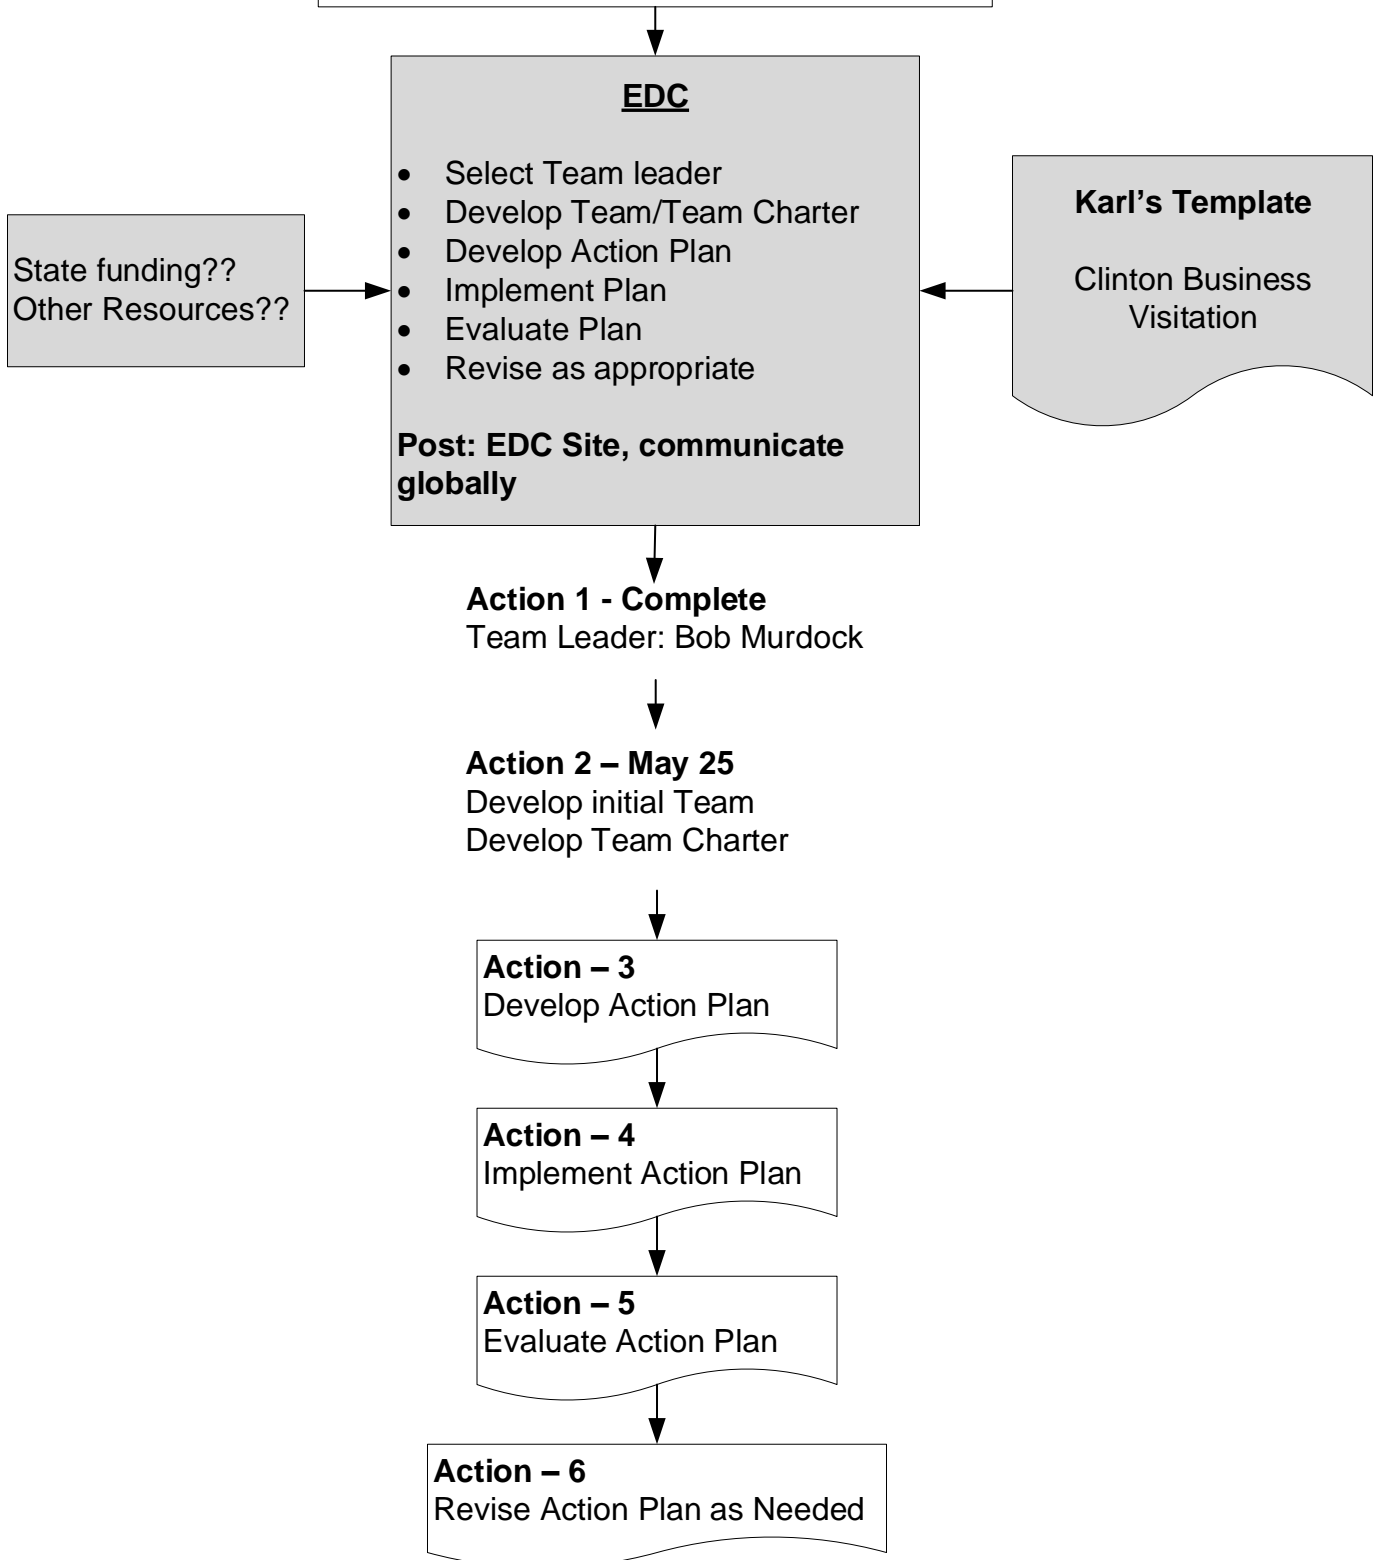 EDC
• Select Team leader
• Develop Team/Team Charter
• Develop Action Plan
• Implement Plan
• Evaluate Plan
• Revise as appropriate
Post: EDC Site, communicate
globally
State funding??
Other Resources??
Karl's Template
Clinton Business
Visitation
Action 1 - Complete
Team Leader: Bob Murdock
Action 2 – May 25
Develop initial Team
Develop Team Charter
Action – 3
Develop Action Plan
Action – 4
Implement Action Plan
Action – 5
Evaluate Action Plan
Action – 6
Revise Action Plan as Needed